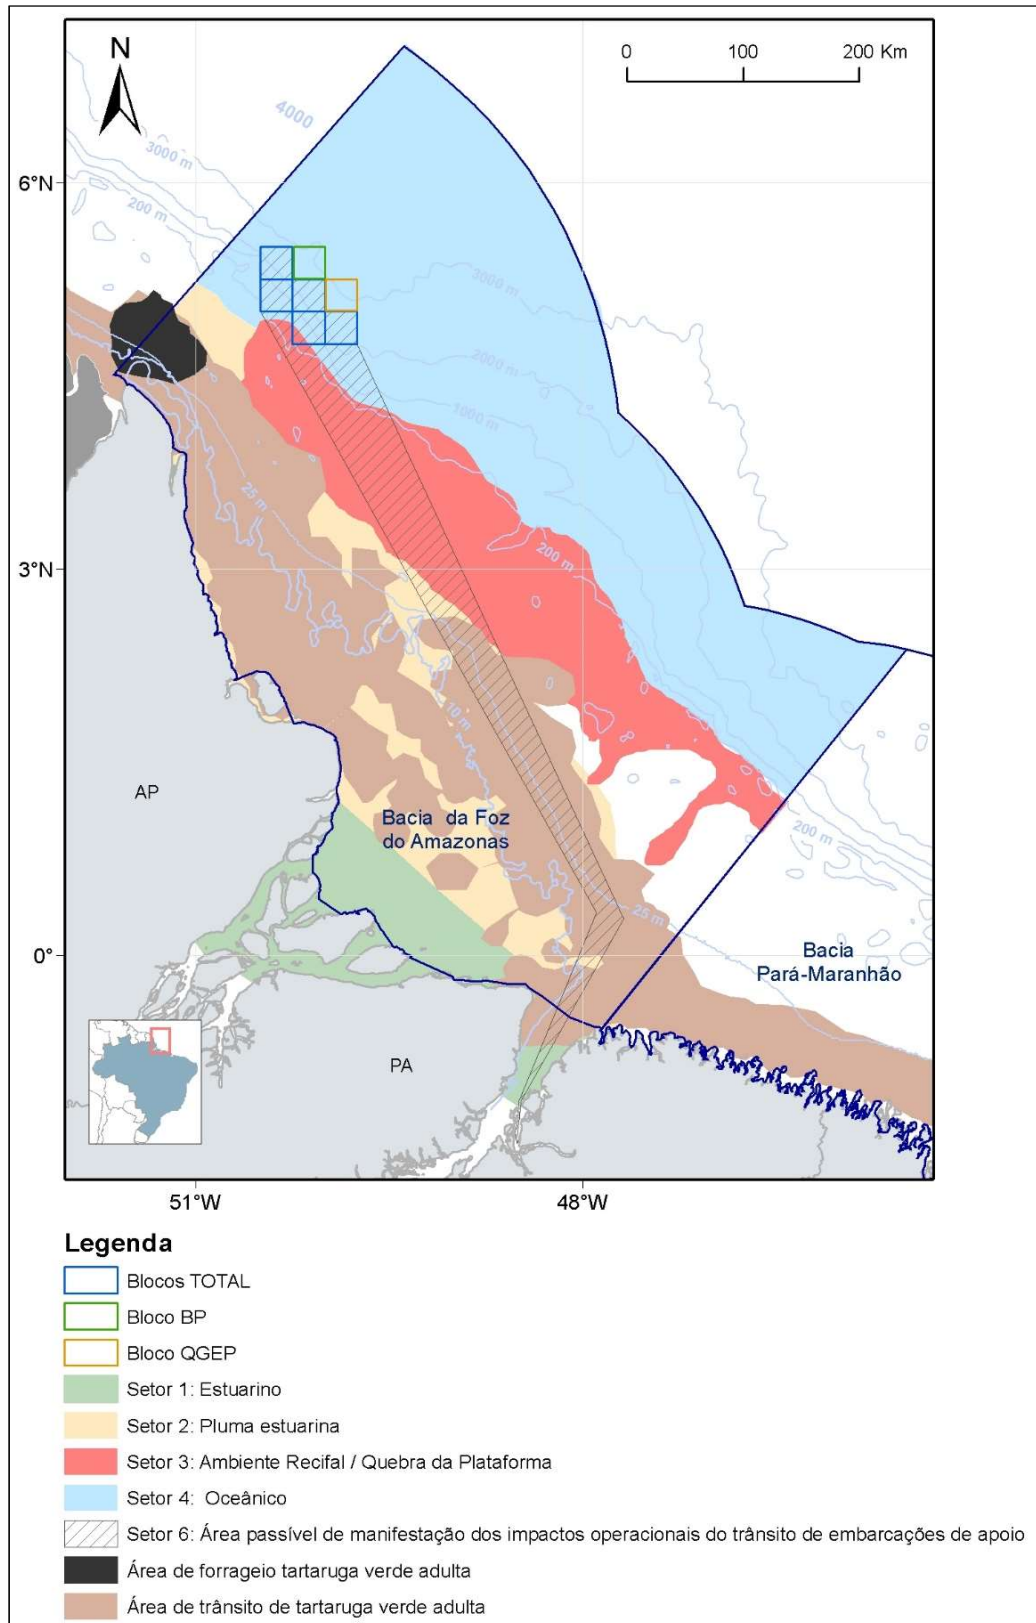 N
0 100 200 Km
4000
3000 m
200 m
6°N
3000 m
2000 m
1000 m
25 m
3°N
200 m
10 m
AP
Bacia da Foz
do Amazonas
200 m
25 m
0°
Bacia
Pará-Maranhão
PA
51°W 48°W
Legenda
Blocos TOTAL
Bloco BP
Bloco QGEP
Setor 1: Estuarino
Setor 2: Pluma estuarina
Setor 3: Ambiente Recifal / Quebra da Plataforma
Setor 4: Oceânico
Setor 6: Área passível de manifestação dos impactos operacionais do trânsito de embarcações de apoio
Área de forrageio tartaruga verde adulta
Área de trânsito de tartaruga verde adulta